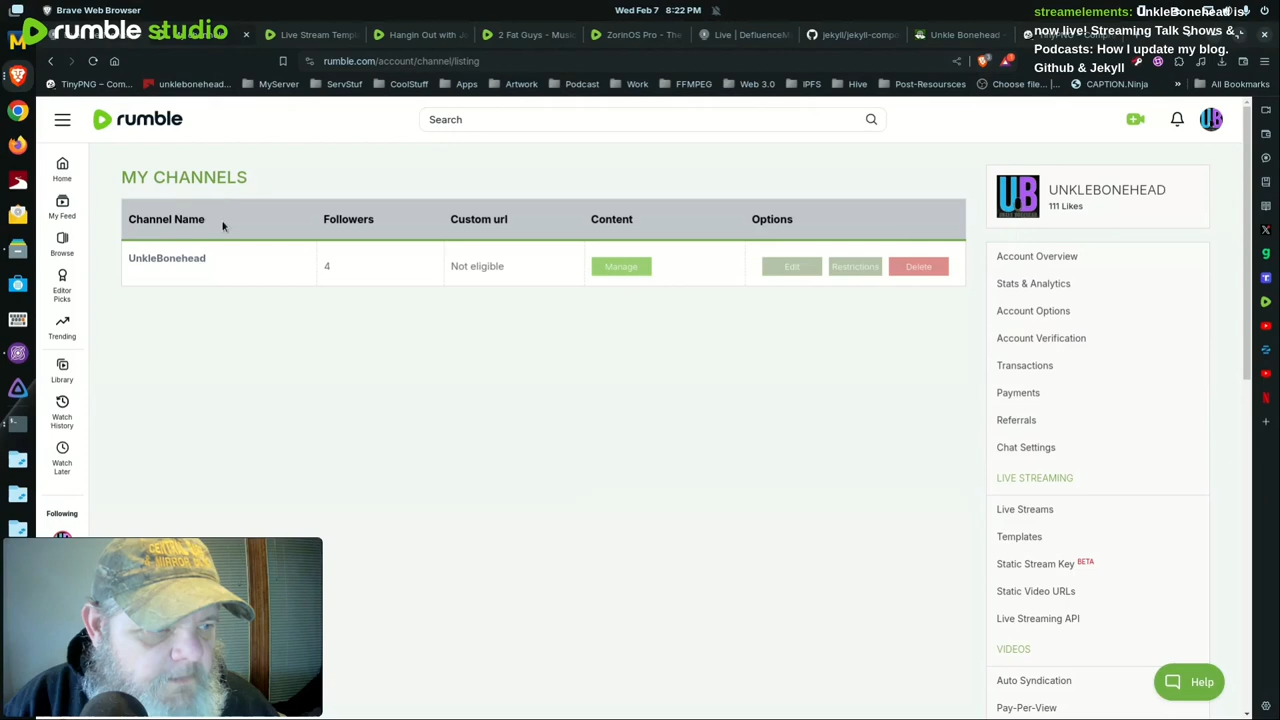 Brave Web Browser
Wed Feb 7 8:22 PM
streamelements: UnkleBonehead is
now live! Streaming Talk Shows &
Podcasts: How I update my blog.
Github & Jekyll
rumble studio
Live Stream Templ
Hangin Out with J
2 Fat Guys - Music
ZorinOS Pro - The
Live | DefluenceM
jekyll/jekyll-compo
Unkle Bonehead -
rumble.com/account/channel/listing
TinyPNG – Com...
unklebonehead...
MyServer
ServStuf
CoolStuff
Apps
Artwork
Podcast
Work
FFMPEG
Web 3.0
IPFS
Hive
Post-Resources
Choose file... |...
CAPTION.Ninja
»
All Bookmarks
rumble
Search
Home
My Feed
Browse
Editor
Picks
Trending
Library
Watch
History
Watch
Later
Following
MY CHANNELS
Channel Name Followers Custom url Content Options
UnkleBonehead 4 Not eligible Manage Edit Restrictions Delete
UB
UNKLEBONEHEAD
111 Likes
Account Overview
Stats & Analytics
Account Options
Account Verification
Transactions
Payments
Referrals
Chat Settings
LIVE STREAMING
Live Streams
Templates
Static Stream Key BETA
Static Video URLs
Live Streaming API
VIDEOS
Auto Syndication
Pay-Per-View
Help